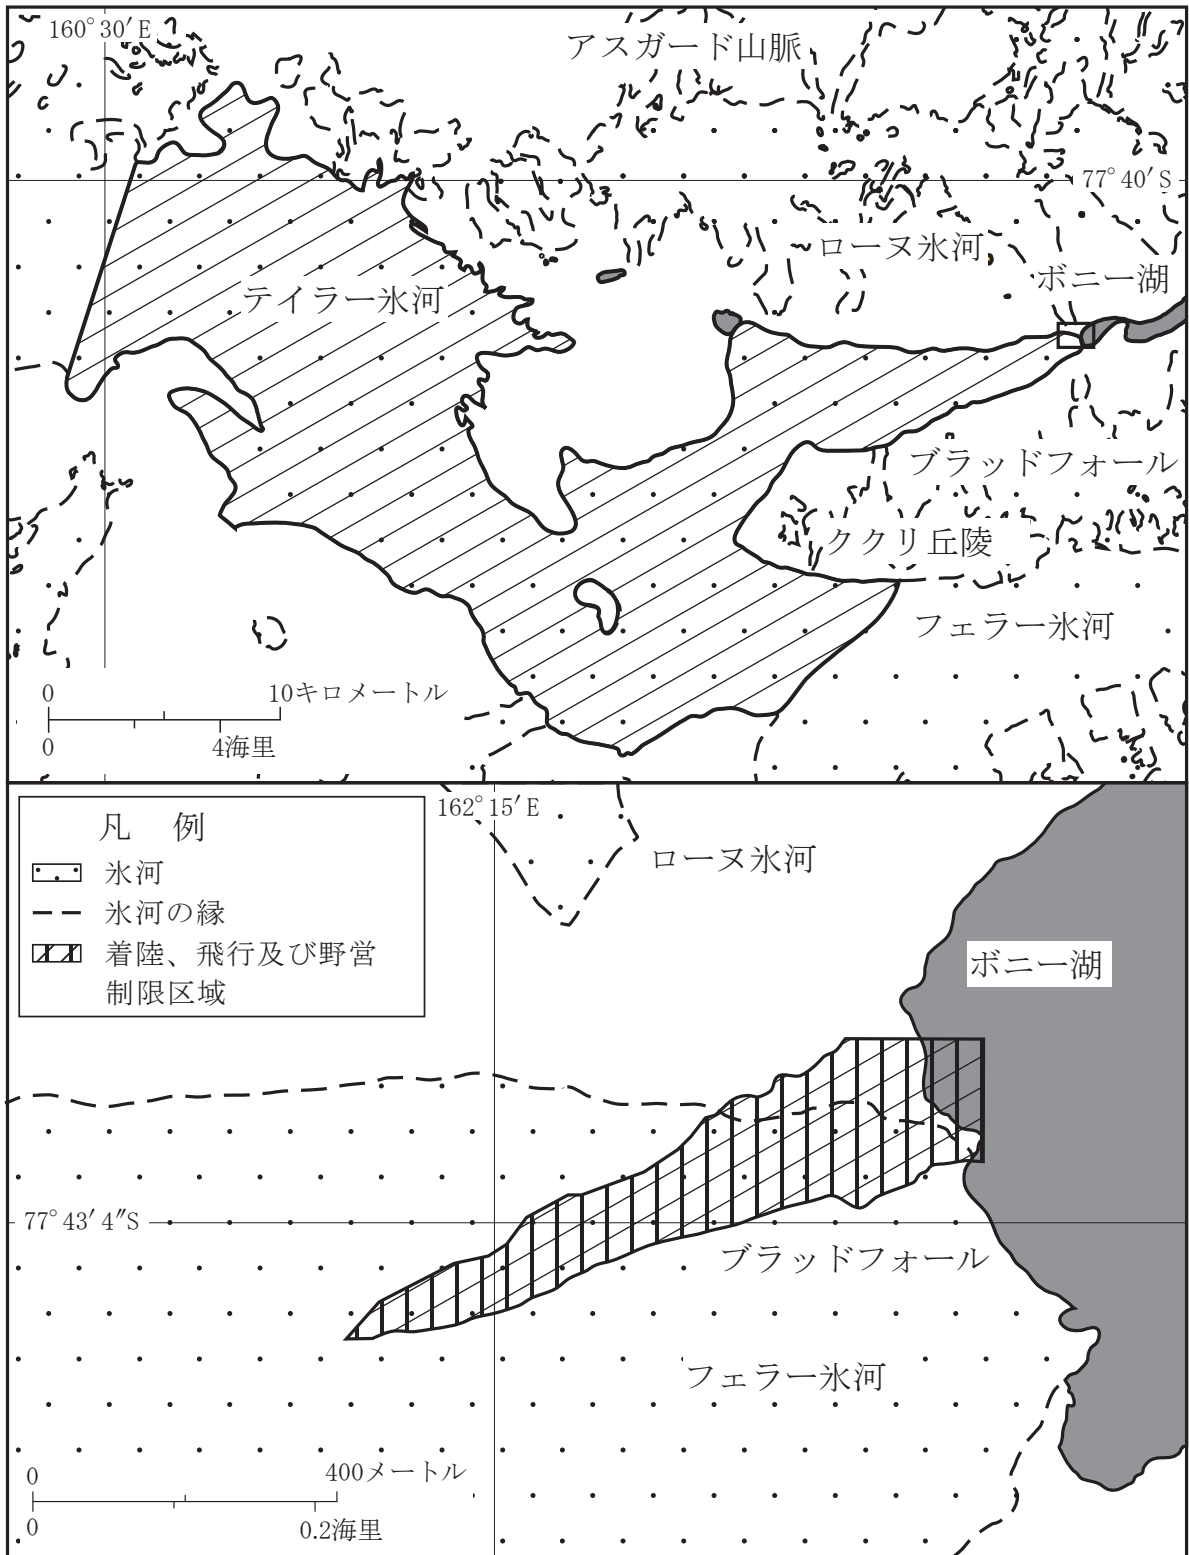 160°30′E
アスガード山脈
77°40′S
ローヌ氷河
ボニー湖
テイラー氷河
ブラッドフォール
ククリ丘陵
フェラー氷河
0
10キロメートル
0
4海里
凡 例
氷河
氷河の縁
着陸、飛行及び野営
制限区域
162°15′E
ローヌ氷河
ボニー湖
77°43′4″S
ブラッドフォール
フェラー氷河
0
400メートル
0
0.2海里